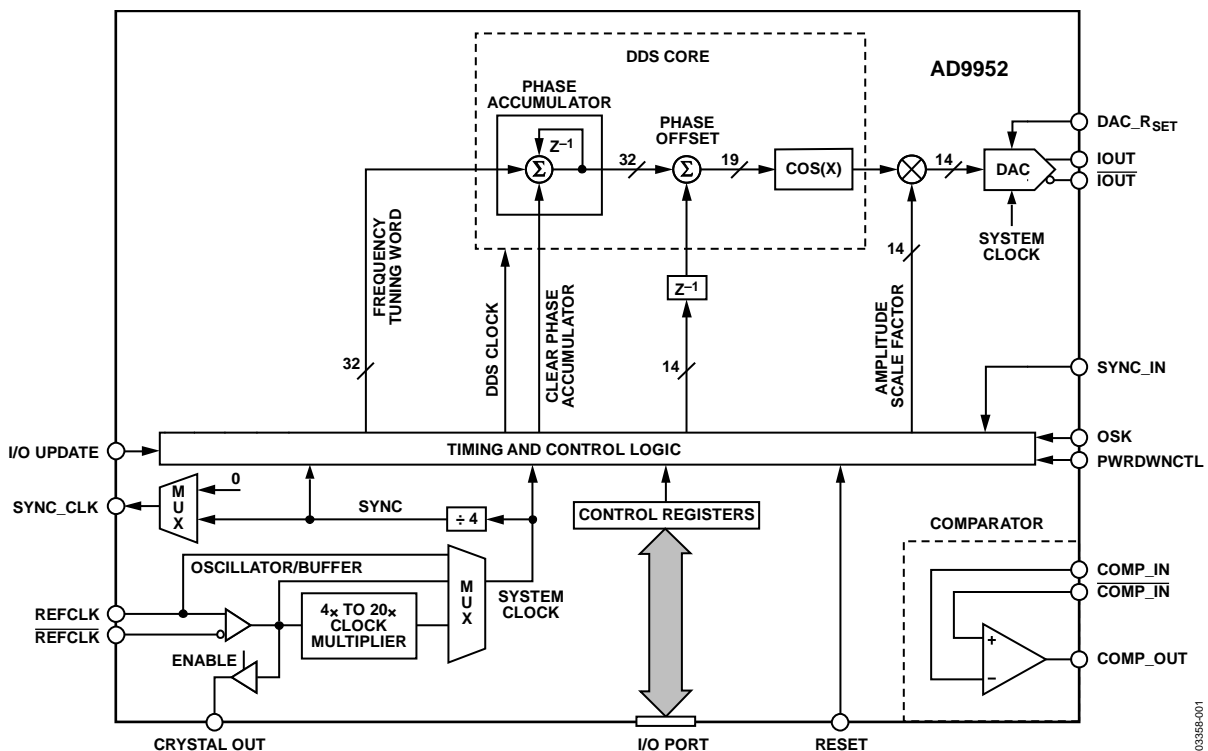 DDS CORE
AD9952
PHASE
ACCUMULATOR
PHASE
OFFSET
DAC_RSET
Z–1
IOUT
32
19
COS(X)
14
DAC
IOUT
Σ
Σ
SYSTEM
CLOCK
14
FREQUENCY
TUNING WORD
Z–1
DDS CLOCK
CLEAR PHASE
ACCUMULATOR
AMPLITUDE
SCALE FACTOR
32
14
SYNC_IN
OSK
I/O UPDATE
TIMING AND CONTROL LOGIC
PWRDWNCTL
0
SYNC_CLK
MUX
SYNC
÷ 4
CONTROL REGISTERS
COMPARATOR
OSCILLATOR/BUFFER
MUX
SYSTEM
CLOCK
COMP_IN
COMP_IN
REFCLK
REFCLK
4× TO 20×
CLOCK
MULTIPLIER
+
–
ENABLE
COMP_OUT
CRYSTAL OUT
I/O PORT
RESET
03358-001